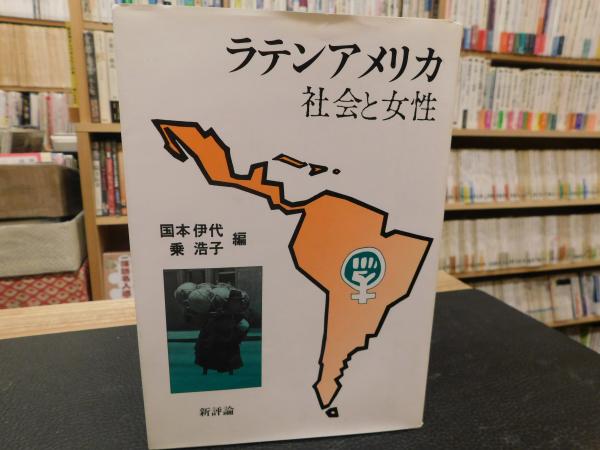 ラテンアメリカ
社会と女性
国本伊代
乗 浩子
編
新評論